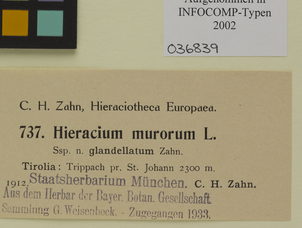 Aufgenommen in
INFOCOMP-Typen
2002
036839
C. H. Zahn, Hieraciotheca Europaea.
737. Hieracium murorum L.
Ssp. n. glandellatum Zahn.
Tirolia: Trippach pr. St. Johann 2300 m.
1912. Staatsherbarium München. C. H. Zahn.
Aus dem Herbar der Bayer. Botan. Gesellschaft
Sammlung G. Weisenbeck. - Zugegangen 1933.